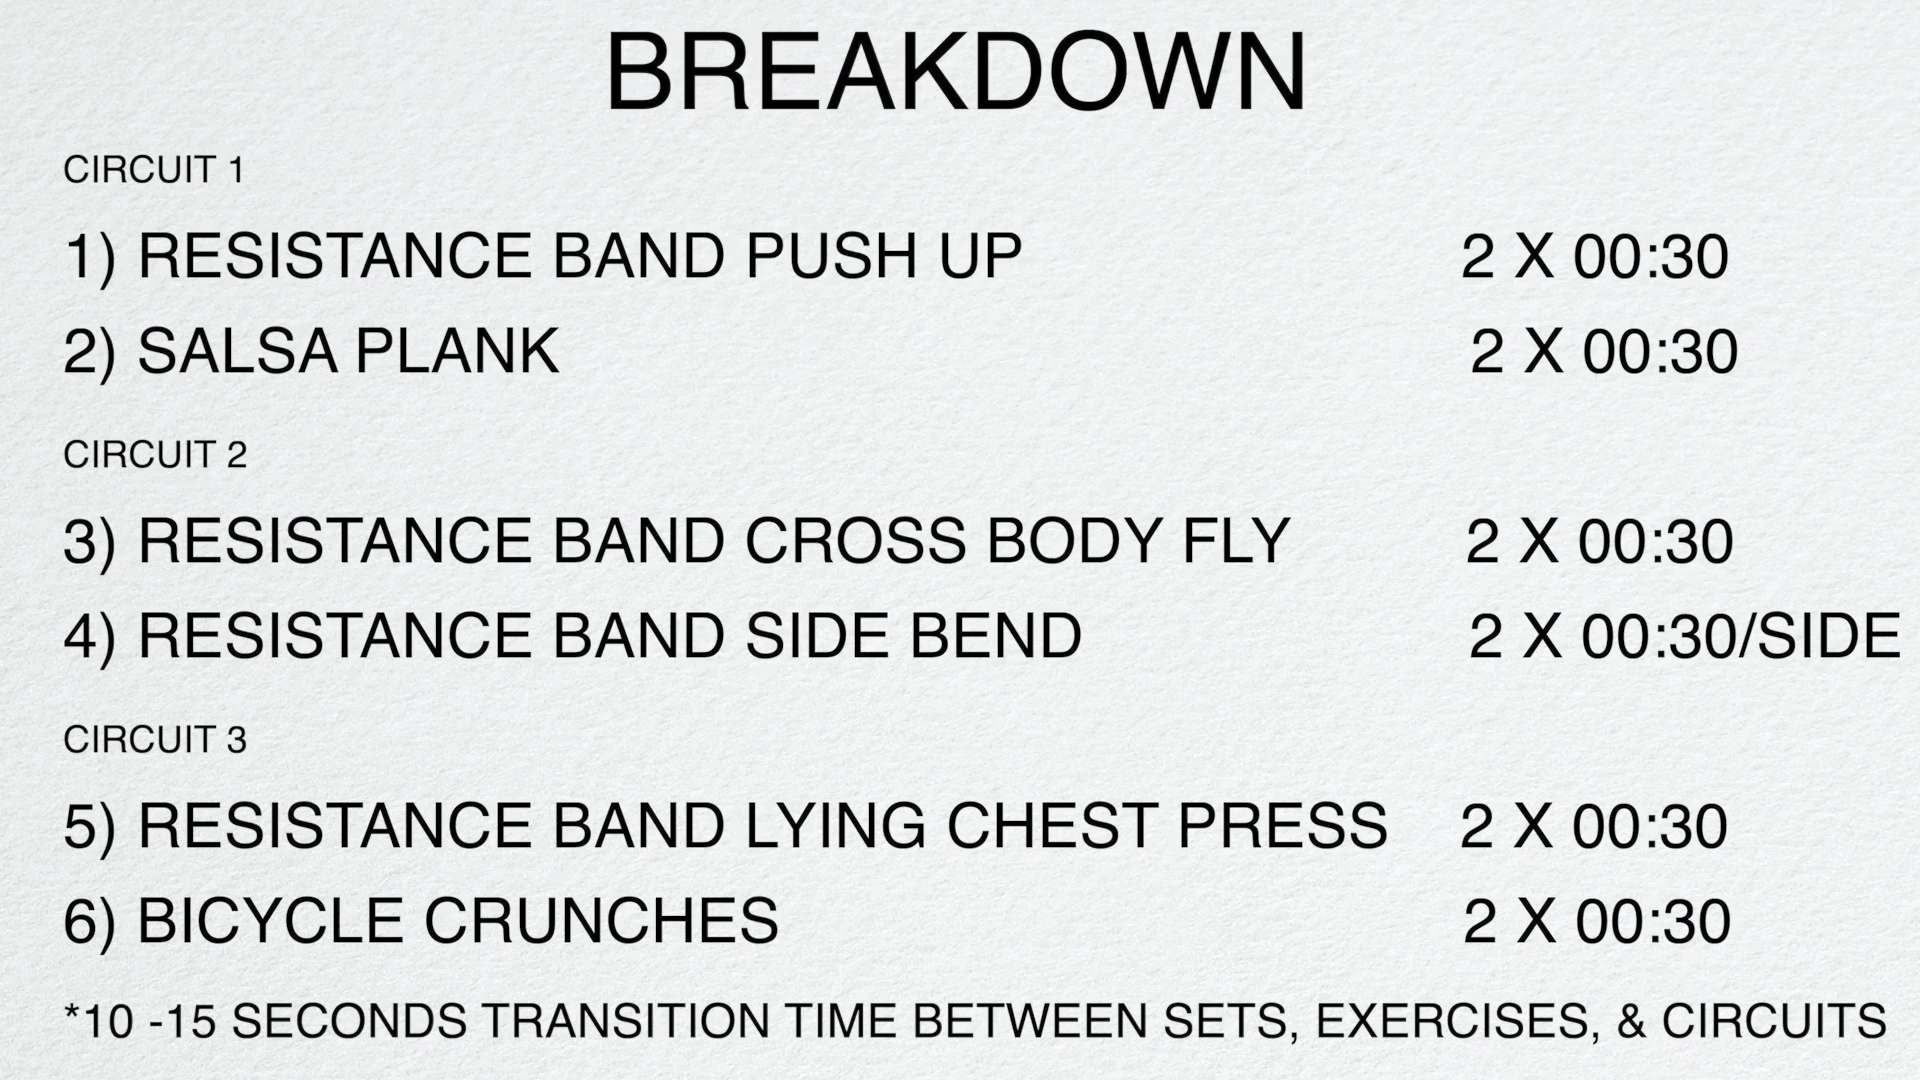 BREAKDOWN
CIRCUIT 1
1) RESISTANCE BAND PUSH UP 2 X 00:30
2) SALSA PLANK 2 X 00:30
CIRCUIT 2
3) RESISTANCE BAND CROSS BODY FLY 2 X 00:30
4) RESISTANCE BAND SIDE BEND 2 X 00:30/SIDE
CIRCUIT 3
5) RESISTANCE BAND LYING CHEST PRESS 2 X 00:30
6) BICYCLE CRUNCHES 2 X 00:30
*10 -15 SECONDS TRANSITION TIME BETWEEN SETS, EXERCISES, & CIRCUITS